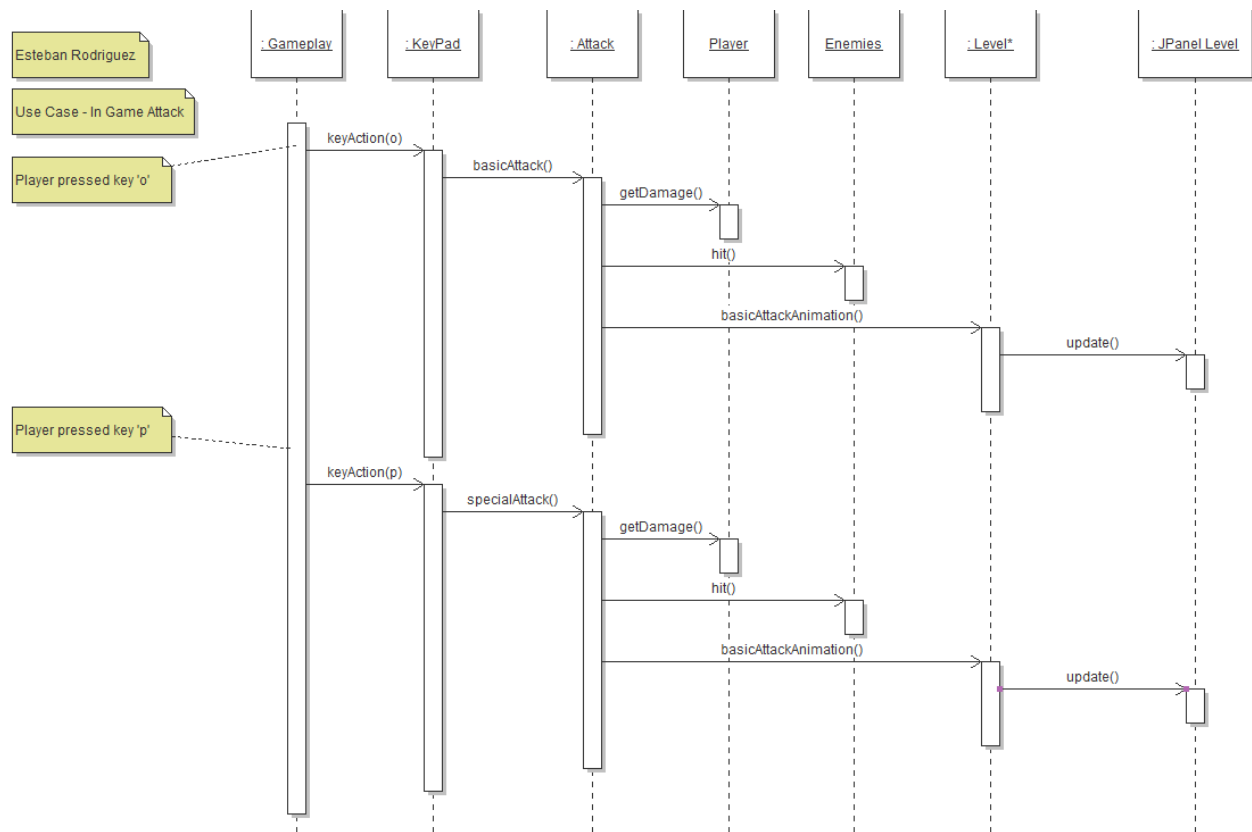 : Gameplay
: KeyPad
: Attack
Player
Enemies
: Level*
: JPanel Level
Esteban Rodriguez
Use Case - In Game Attack
Player pressed key 'o'
keyAction(o)
basicAttack()
getDamage()
hit()
basicAttackAnimation()
update()
Player pressed key 'p'
keyAction(p)
specialAttack()
getDamage()
hit()
basicAttackAnimation()
update()